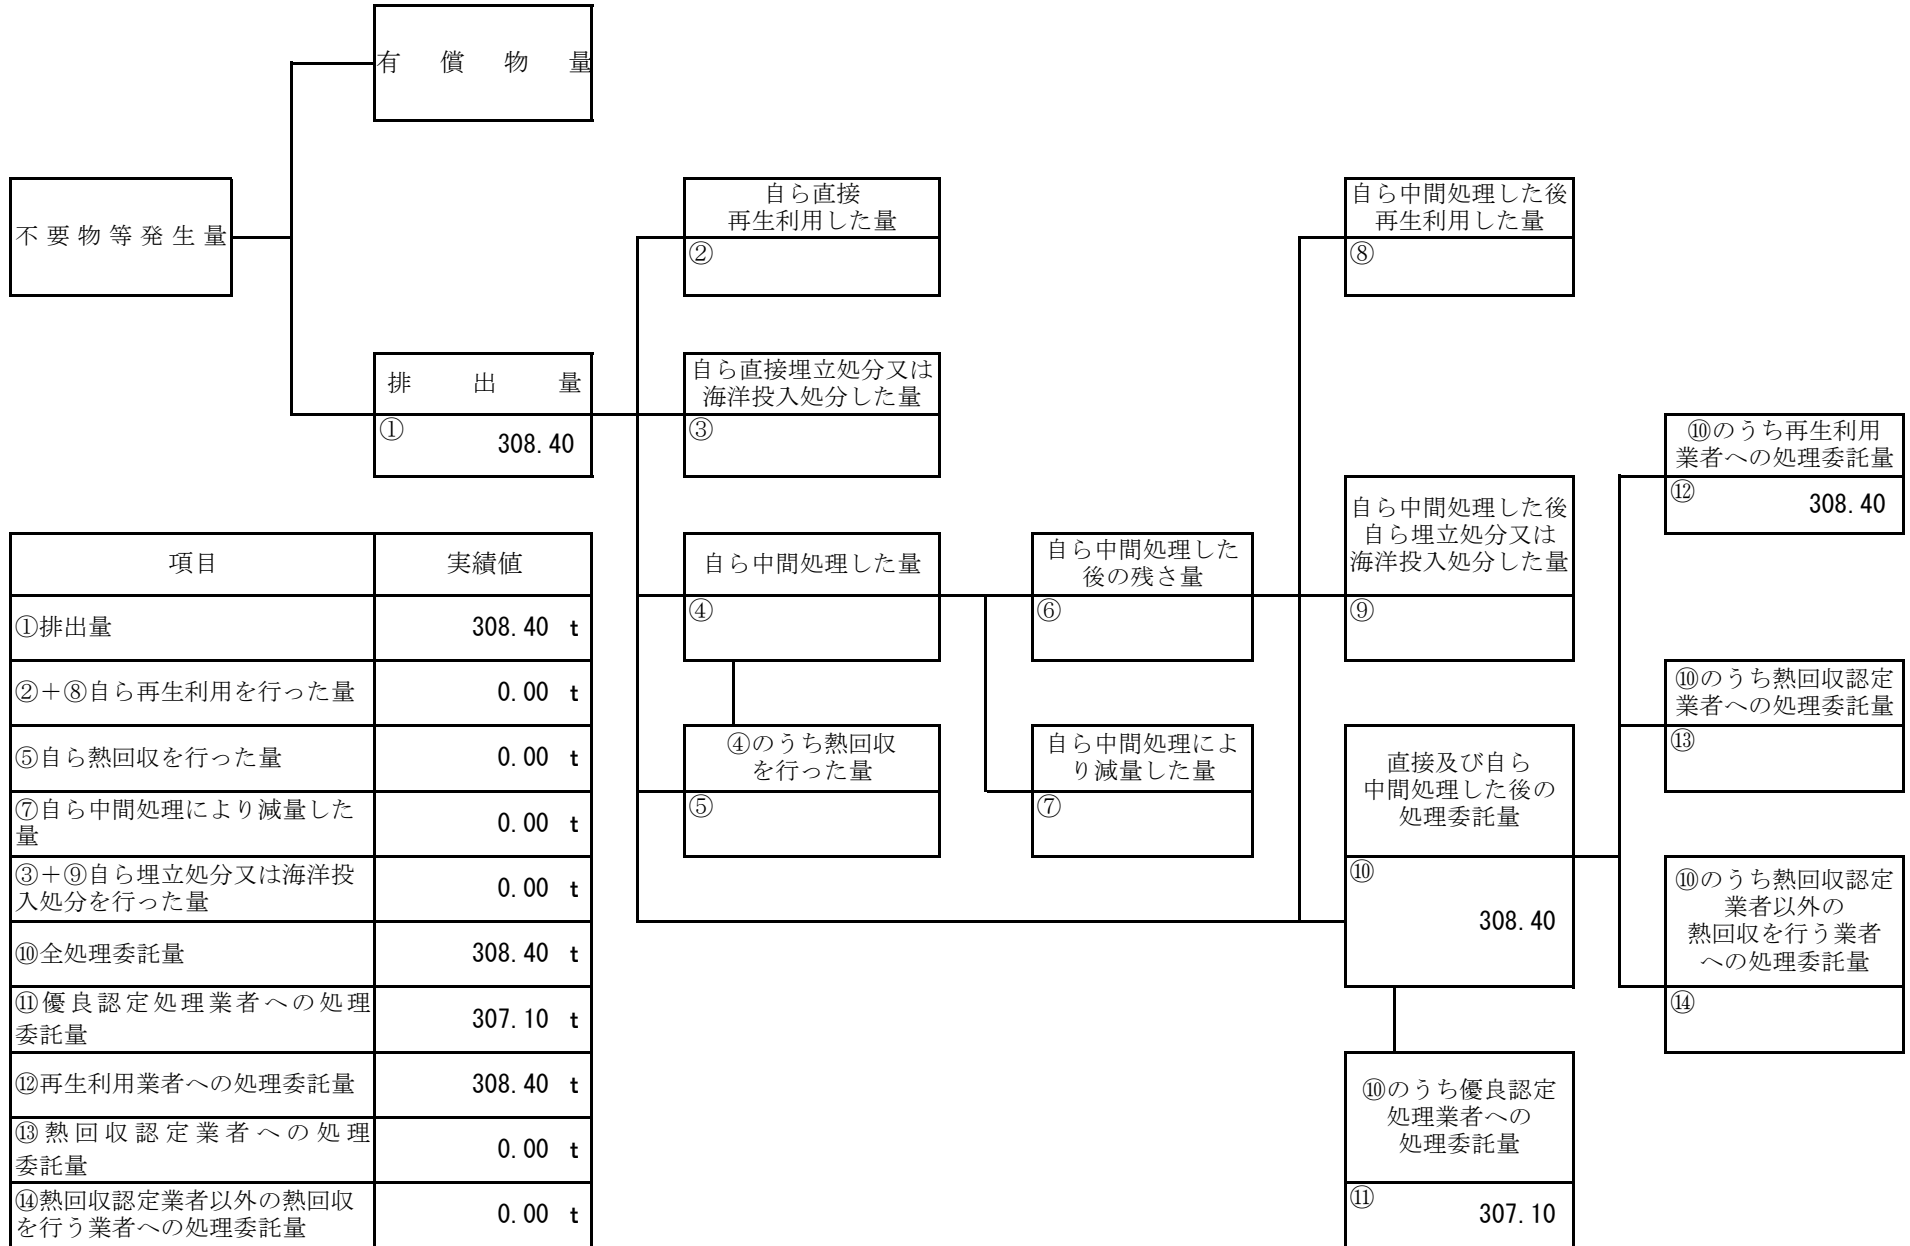 有償物量
不要物等発生量
自ら直接
再生利用した量
②
自ら中間処理した後
再生利用した量
⑧
排出量
①
308.40
自ら直接埋立処分又は
海洋投入処分した量
③
⑩のうち再生利用
業者への処理委託量
⑫
308.40
自ら中間処理した量
④
自ら中間処理した
後の残さ量
⑥
自ら中間処理した後
自ら埋立処分又は
海洋投入処分した量
⑨
⑩のうち熱回収認定
業者への処理委託量
⑬
④のうち熱回収
を行った量
⑤
自ら中間処理によ
り減量した量
⑦
直接及び自ら
中間処理した後の
処理委託量
⑩
308.40
⑩のうち熱回収認定
業者以外の
熱回収を行う業者
への処理委託量
⑭
⑩のうち優良認定
処理業者への
処理委託量
⑪
307.10
項目 実績値
①排出量 308.40 t
②＋⑧自ら再生利用を行った量 0.00 t
⑤自ら熱回収を行った量 0.00 t
⑦自ら中間処理により減量した
量 0.00 t
③＋⑨自ら埋立処分又は海洋投
入処分を行った量 0.00 t
⑩全処理委託量 308.40 t
⑪優良認定処理業者への処理
委託量 307.10 t
⑫再生利用業者への処理委託量 308.40 t
⑬熱回収認定業者への処理
委託量 0.00 t
⑭熱回収認定業者以外の熱回収
を行う業者への処理委託量 0.00 t